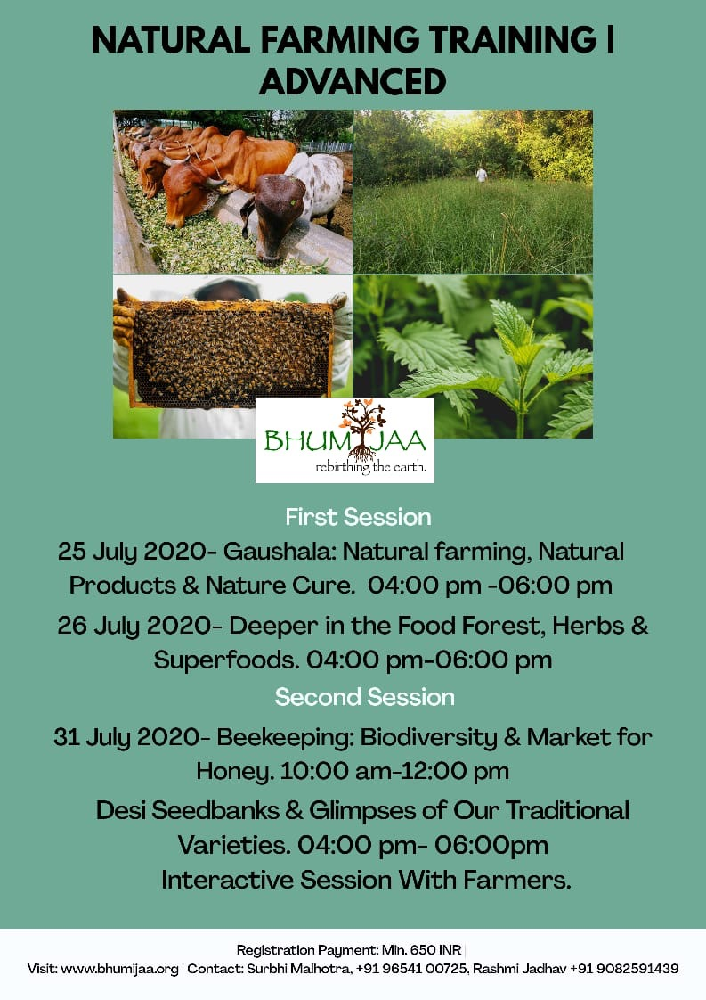 NATURAL FARMING TRAINING |
ADVANCED
BHUMIJAA
rebirthing the earth.
First Session
25 July 2020- Gaushala: Natural farming, Natural
Products & Nature Cure. 04:00 pm -06:00 pm
26 July 2020- Deeper in the Food Forest, Herbs &
Superfoods. 04:00 pm-06:00 pm
Second Session
31 July 2020- Beekeeping: Biodiversity & Market for
Honey. 10:00 am-12:00 pm
Desi Seedbanks & Glimpses of Our Traditional
Varieties. 04:00 pm- 06:00pm
Interactive Session With Farmers.
Registration Payment: Min. 650 INR |
Visit: www.bhumijaa.org | Contact: Surbhi Malhotra, +91 96541 00725, Rashmi Jadhav +91 9082591439